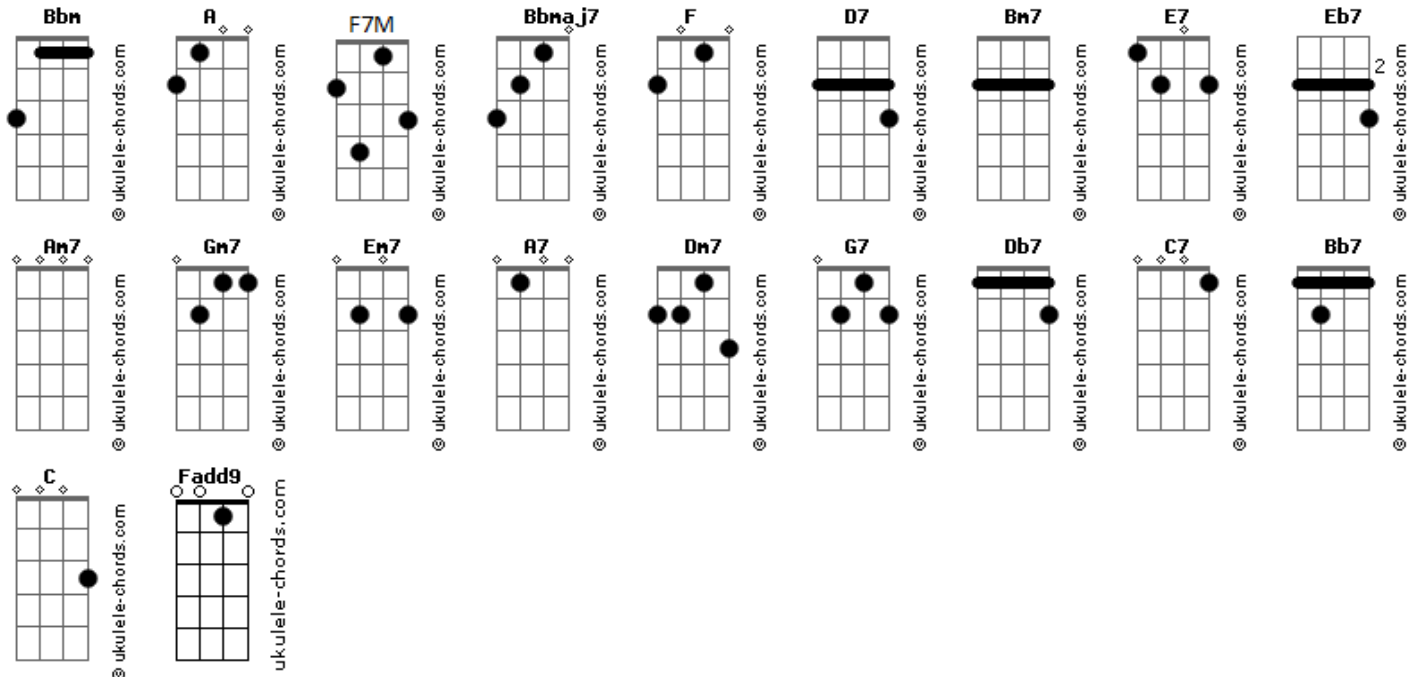 Bbm A F7M Bbmaj7 F D7 Bm7 E7 Eb7
2
© ukulele-chords.com © ukulele-chords.com © ukulele-chords.com © ukulele-chords.com © ukulele-chords.com © ukulele-chords.com © ukulele-chords.com © ukulele-chords.com © ukulele-chords.com
Am7 Gm7 Em7 A7 Dm7 G7 Db7 C7 Bb7
© ukulele-chords.com © ukulele-chords.com © ukulele-chords.com © ukulele-chords.com © ukulele-chords.com © ukulele-chords.com © ukulele-chords.com © ukulele-chords.com © ukulele-chords.com
C Fadd9
© ukulele-chords.com ukulele-chords.com